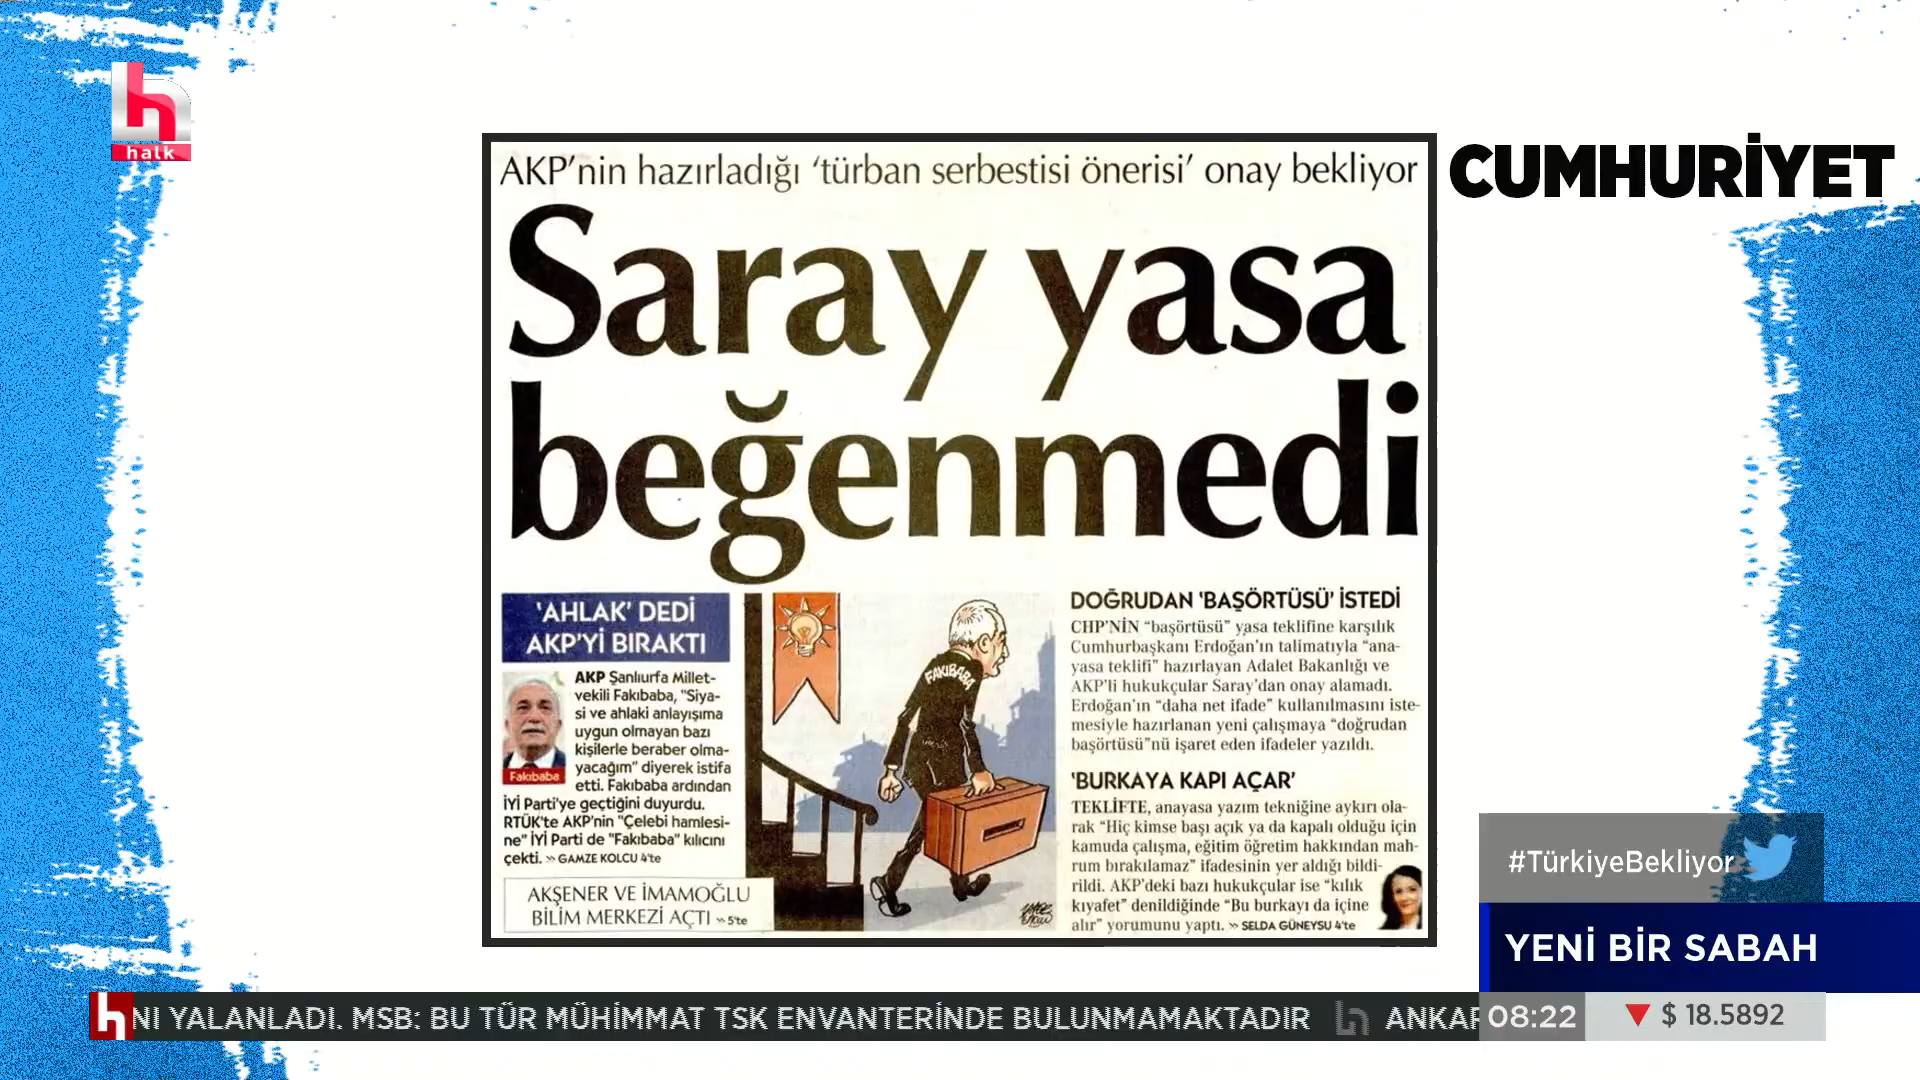 halk
CUMHURİYET
AKP'nin hazırladığı 'türban serbestisi önerisi' onay bekliyor
Saray yasa
beğenmedi
'AHLAK' DEDİ
AKP'Yİ BIRAKTI
AKP Şanlıurfa Millet-
vekili Fakıbaba, "Siya-
si ve ahlaki anlayışıma
uygun olmayan bazı
kişilerle beraber olma-
yacağım" diyerek istifa
etti. Fakıbaba ardından
İYİ Parti'ye geçtiğini duyurdu.
RTÜK'te AKP'nin "Çelebi hamlesi-
ne" İYİ Parti de "Fakıbaba" kılıcını
çekti. » GAMZE KOLCU 4'te
Fakıbaba
AKŞENER VE İMAMOĞLU
BİLİM MERKEZİ AÇTI » 5'te
FAKIBABA
DOĞRUDAN 'BAŞÖRTÜSÜ' İSTEDİ
CHP'NİN "başörtüsü" yasa teklifine karşılık
Cumhurbaşkanı Erdoğan'ın talimatıyla "ana-
yasa teklifi" hazırlayan Adalet Bakanlığı ve
AKP'li hukukçular Saray'dan onay alamadı.
Erdoğan'ın "daha net ifade" kullanılmasını iste-
mesiyle hazırlanan yeni çalışmaya "doğrudan
başörtüsü"nü işaret eden ifadeler yazıldı.
'BURKAYA KAPI AÇAR'
TEKLİFTE, anayasa yazım tekniğine aykırı ola-
rak "Hiç kimse başı açık ya da kapalı olduğu için
kamuda çalışma, eğitim öğretim hakkından mah-
rum bırakılamaz" ifadesinin yer aldığı bildi-
rildi. AKP'deki bazı hukukçular ise "kılık
kıyafet" denildiğinde "Bu burkayı da içine
alır" yorumunu yaptı. » SELDA GÜNEYSU 4'te
#TürkiyeBekliyor
YENİ BİR SABAH
NI YALANLADI. MSB: BU TÜR MÜHİMMAT TSK ENVANTERİNDE BULUNMAMAKTADIR
ANKAR
08:22
$ 18.5892